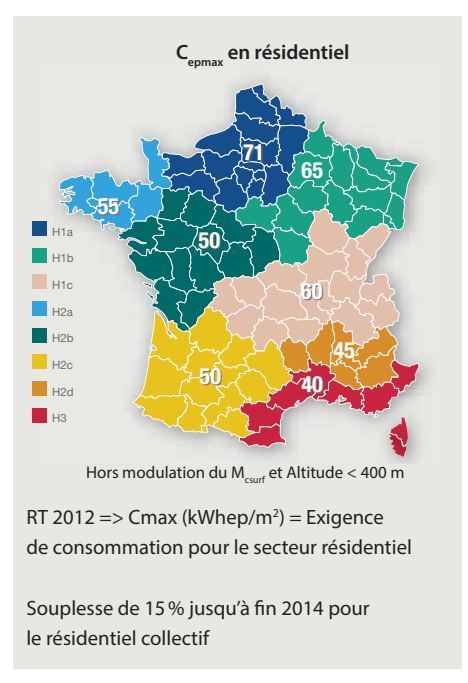 Cepmax en résidentiel
71
65
55
50
60
45
50
40
H1a
H1b
H1c
H2a
H2b
H2c
H2d
H3
Hors modulation du Mcsurf et Altitude < 400 m
RT 2012 => Cmax (kWhep/m²) = Exigence
de consommation pour le secteur résidentiel
Souplesse de 15 % jusqu'à fin 2014 pour
le résidentiel collectif